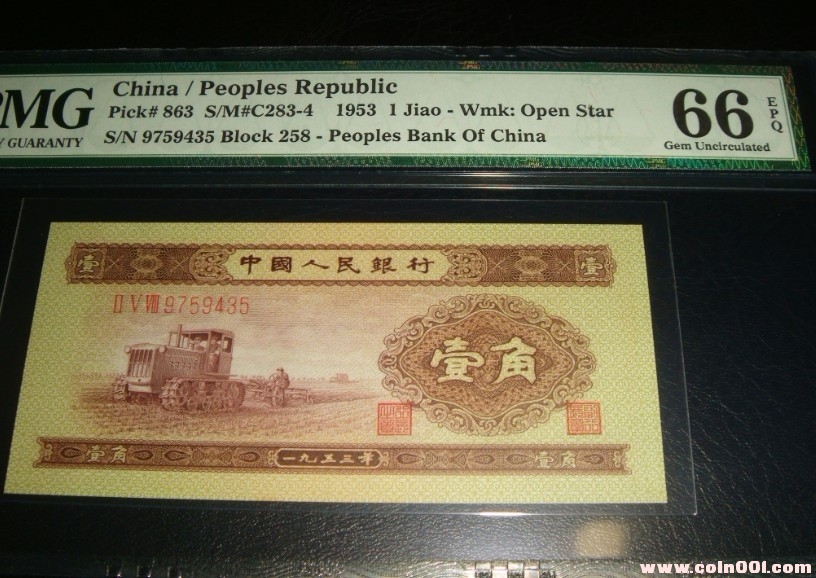 PMG
Y GUARANTY
China / Peoples Republic
Pick# 863 S/M#C283-4 1953 1 Jiao - Wmk: Open Star
S/N 9759435 Block 258 - Peoples Bank Of China
66
EPQ
Gem Uncirculated
壹 中國人民銀行 壹
II V VIII 9759435
壹角
壹角 一九五三年 壹角
www.coin001.com